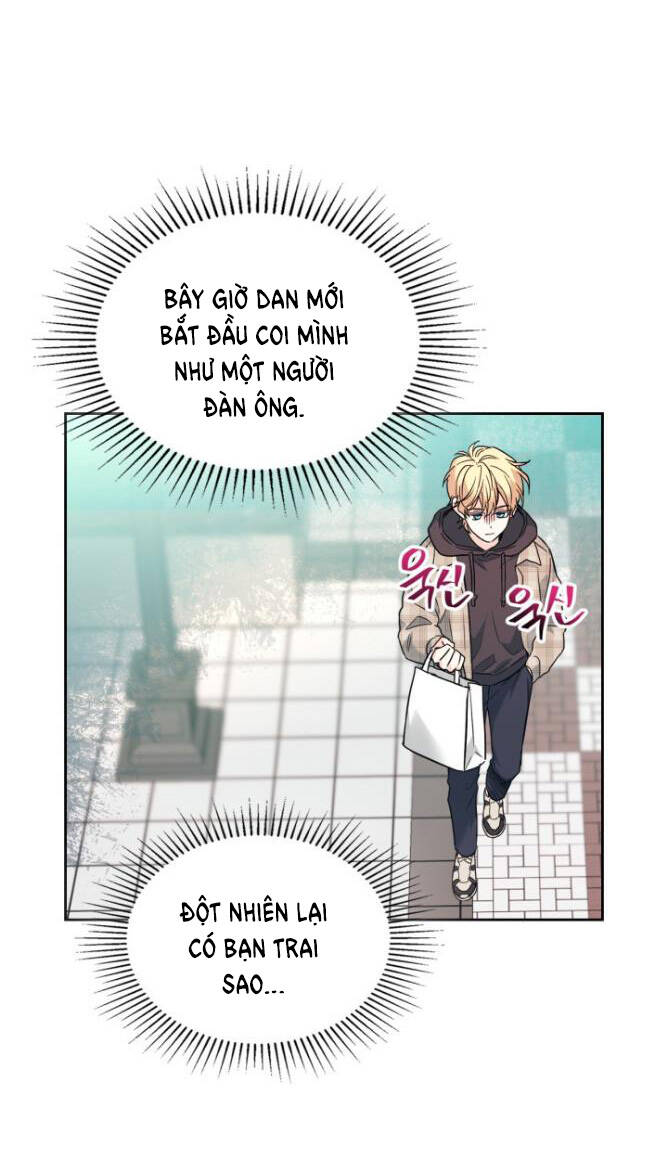 BÂY GIỜ DAN MỚI
BẮT ĐẦU COI MÌNH
NHƯ MỘT NGƯỜI
ĐÀN ÔNG.
욱신
욱신
ĐỘT NHIÊN LẠI
CÓ BẠN TRAI
SAO...